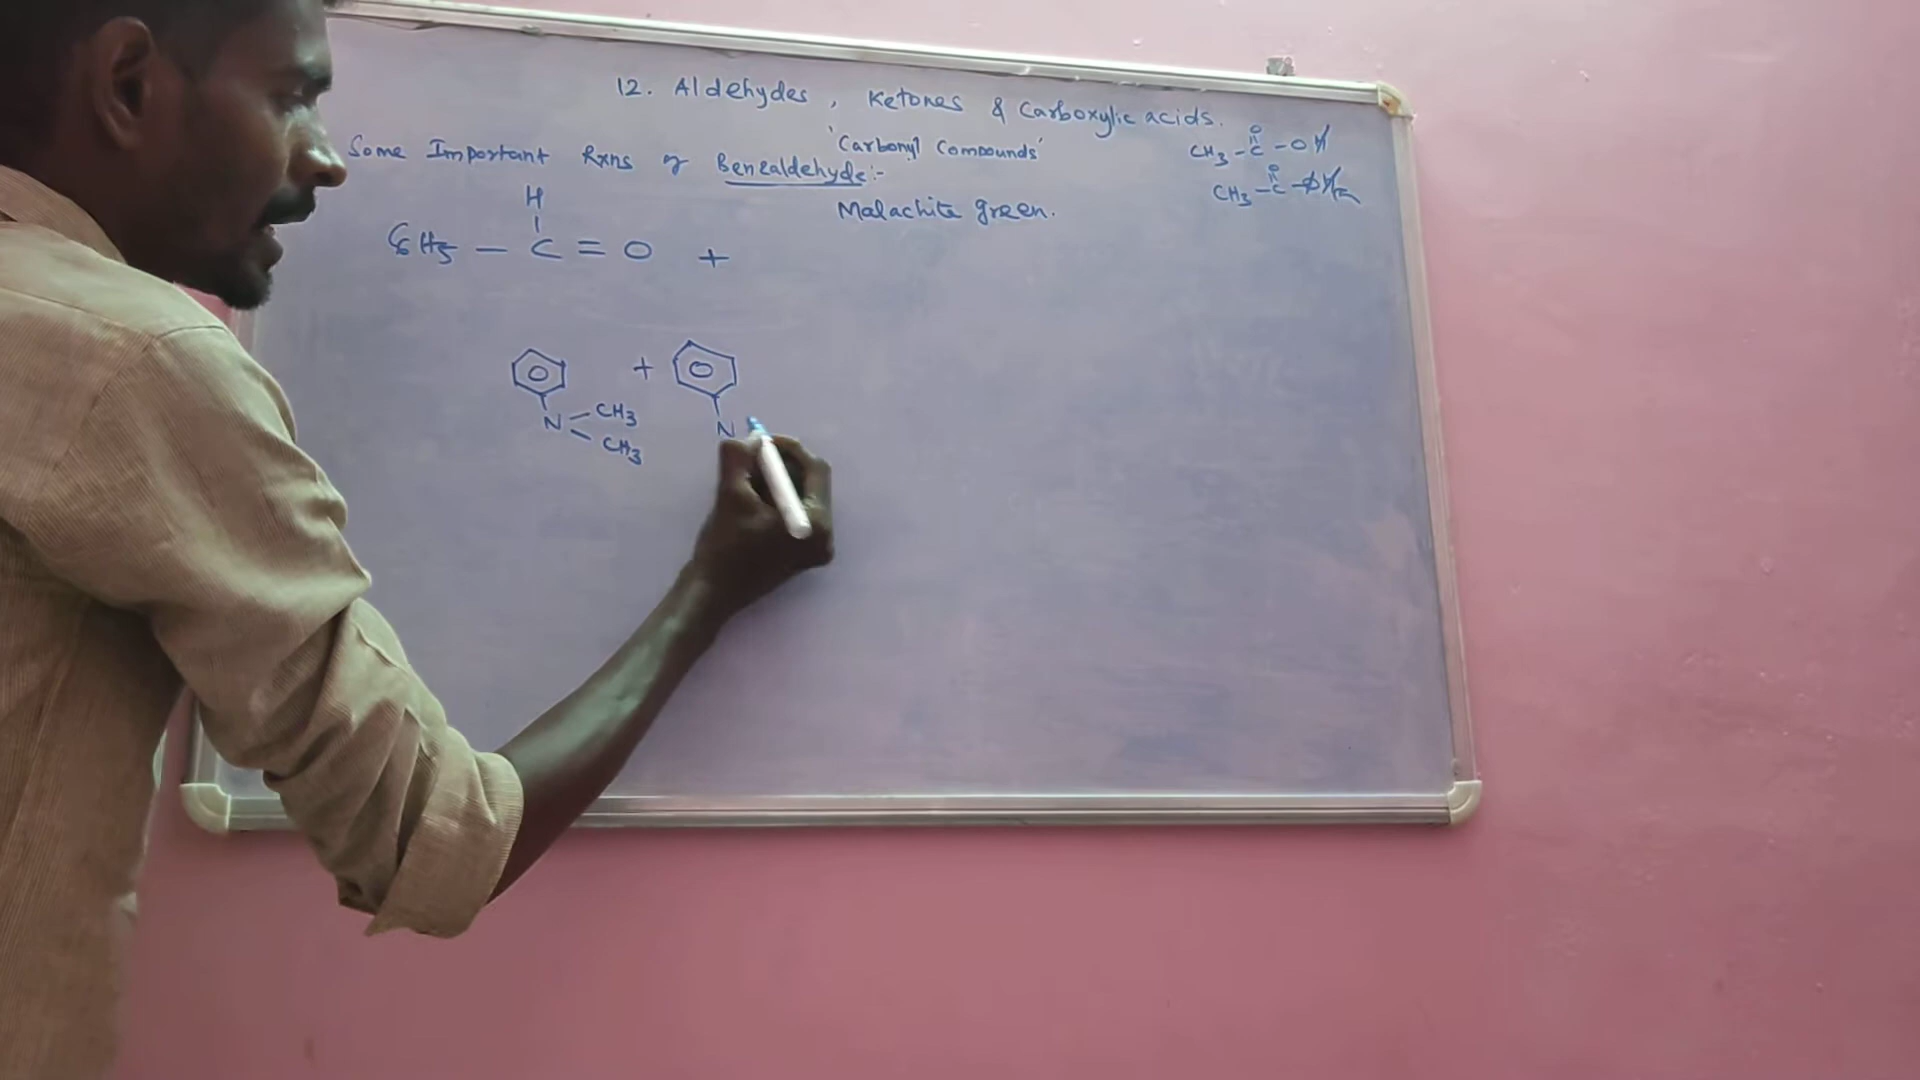 12. Aldehydes, Ketones & Carboxylic acids.
'Carbonyl Compounds'
O
CH3 - C - OH
O
CH3 - C
Some Important Rxns of Benzaldehyde:-
Malachite green.
H
C6H5 - C = O +
+
N CH3
CH3
N